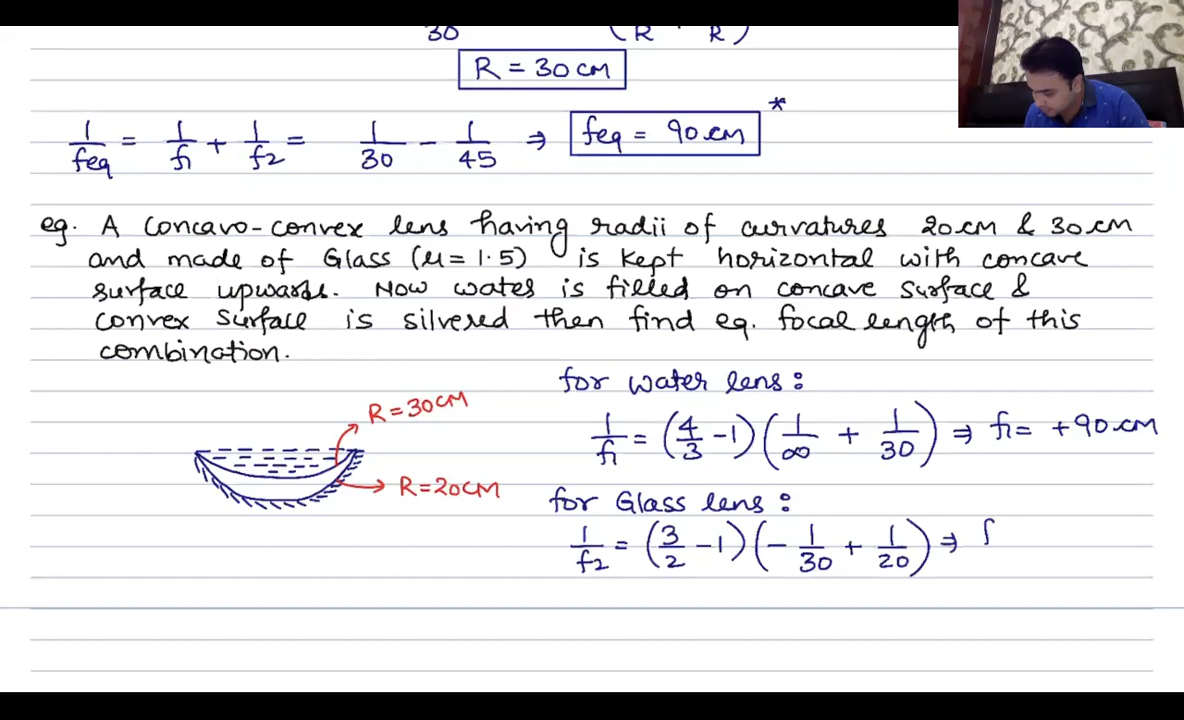 30 (R R)
R = 30 cm
1/feq = 1/f1 + 1/f2 = 1/30 - 1/45 ⇒ feq = 90 cm *
eg. A Concavo-convex lens having radii of curvatures 20 cm & 30 cm
and made of Glass (μ = 1.5) is kept horizontal with concave
surface upwards. Now water is filled on concave surface &
convex surface is silvered then find eq. focal length of this
combination.
for water lens:
R = 30 cm
1/f1 = (4/3 - 1)(1/∞ + 1/30) ⇒ f1 = +90 cm
R = 20 cm
for Glass lens:
1/f2 = (3/2 - 1)(- 1/30 + 1/20) ⇒